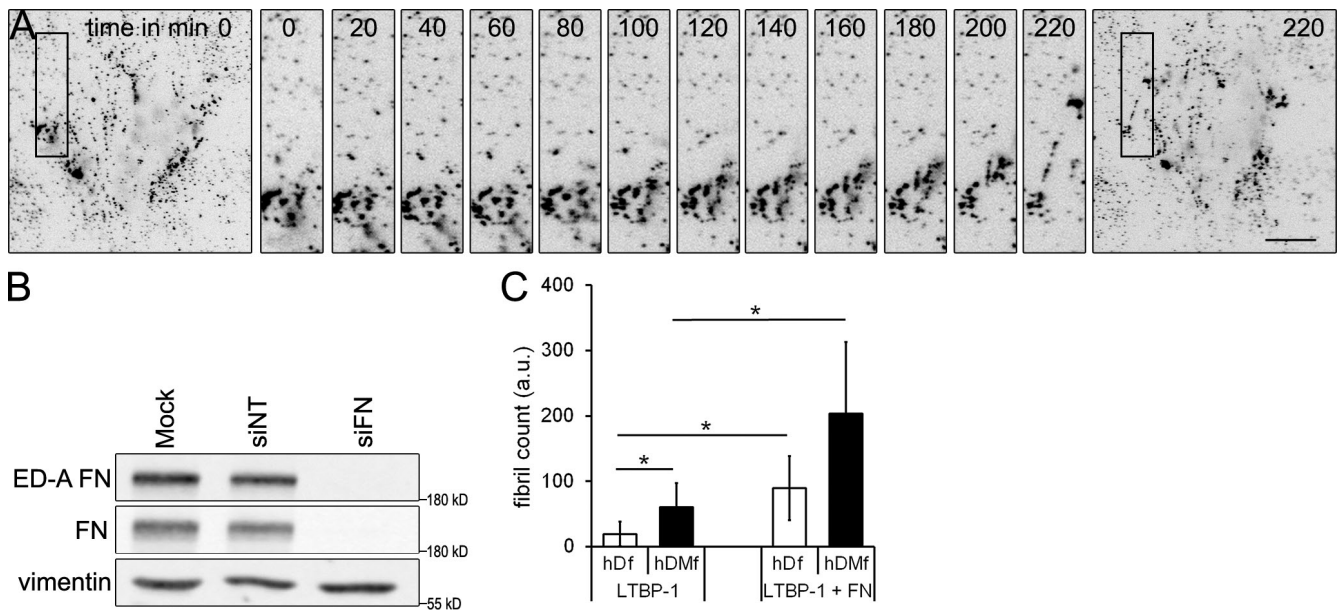 A
time in min 0
0 20 40 60 80 100 120 140 160 180 200 220
220
B
Mock siNT siFN
ED-A FN
180 kD
FN
180 kD
vimentin
55 kD
C
fibril count (a.u.)
400
300
200
100
0
* * *
hDf hDMf hDf hDMf
LTBP-1 LTBP-1 + FN